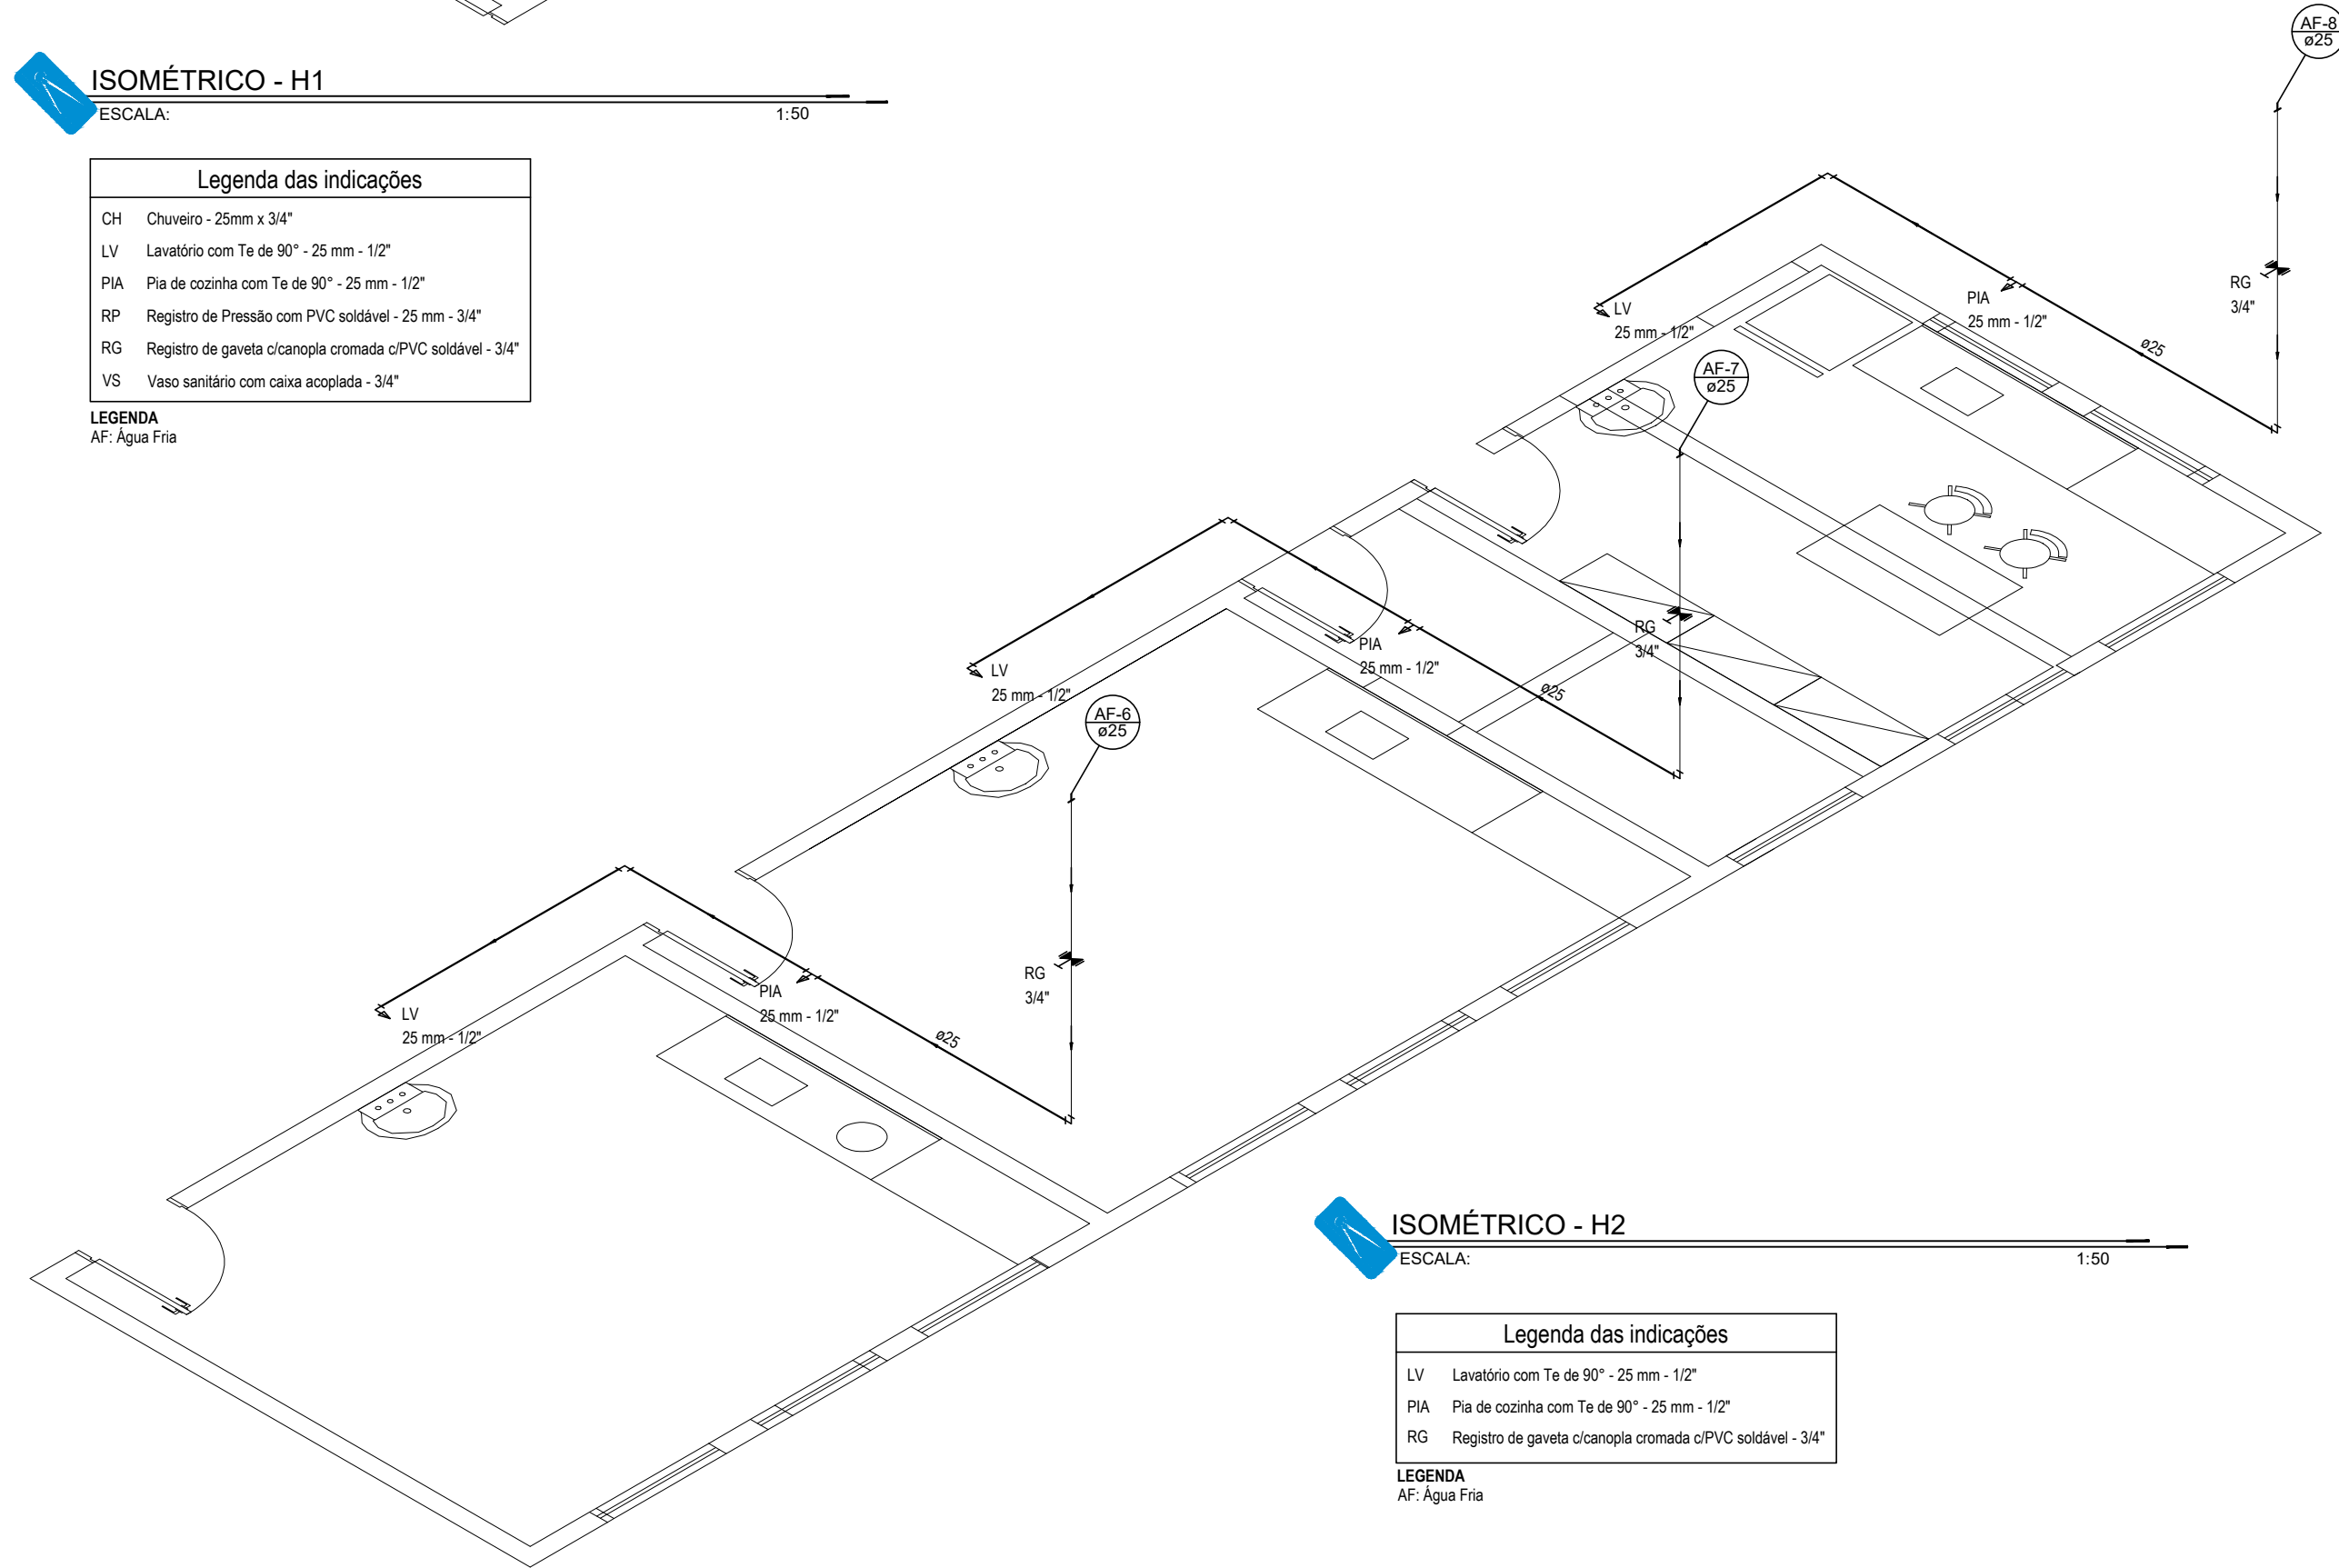 AF-8
ø25
ISOMÉTRICO - H1
ESCALA:
1:50
Legenda das indicações
CH Chuveiro - 25mm x 3/4"
LV Lavatório com Te de 90° - 25 mm - 1/2"
PIA Pia de cozinha com Te de 90° - 25 mm - 1/2"
RP Registro de Pressão com PVC soldável - 25 mm - 3/4"
RG Registro de gaveta c/canopla cromada c/PVC soldável - 3/4"
VS Vaso sanitário com caixa acoplada - 3/4"
LEGENDA
AF: Água Fria
RG
3/4"
PIA
25 mm - 1/2"
LV
25 mm - 1/2"
ø25
AF-7
ø25
RG
3/4"
PIA
25 mm - 1/2"
LV
25 mm - 1/2"
ø25
AF-6
ø25
RG
3/4"
PIA
25 mm - 1/2"
LV
25 mm - 1/2"
ø25
ISOMÉTRICO - H2
ESCALA:
1:50
Legenda das indicações
LV Lavatório com Te de 90° - 25 mm - 1/2"
PIA Pia de cozinha com Te de 90° - 25 mm - 1/2"
RG Registro de gaveta c/canopla cromada c/PVC soldável - 3/4"
LEGENDA
AF: Água Fria